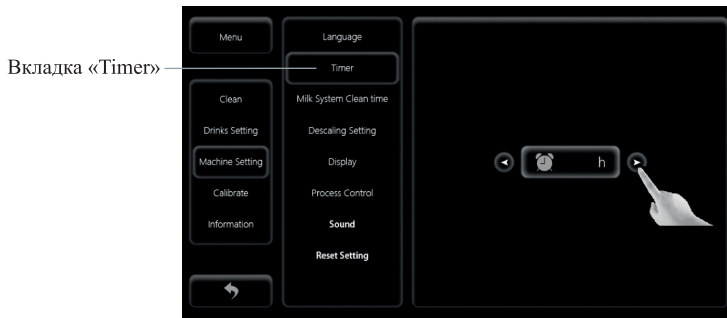 Вкладка «Timer»
Menu
Clean
Drinks Setting
Machine Setting
Calibrate
Information
Language
Timer
Milk System Clean time
Descaling Setting
Display
Process Control
Sound
Reset Setting
h